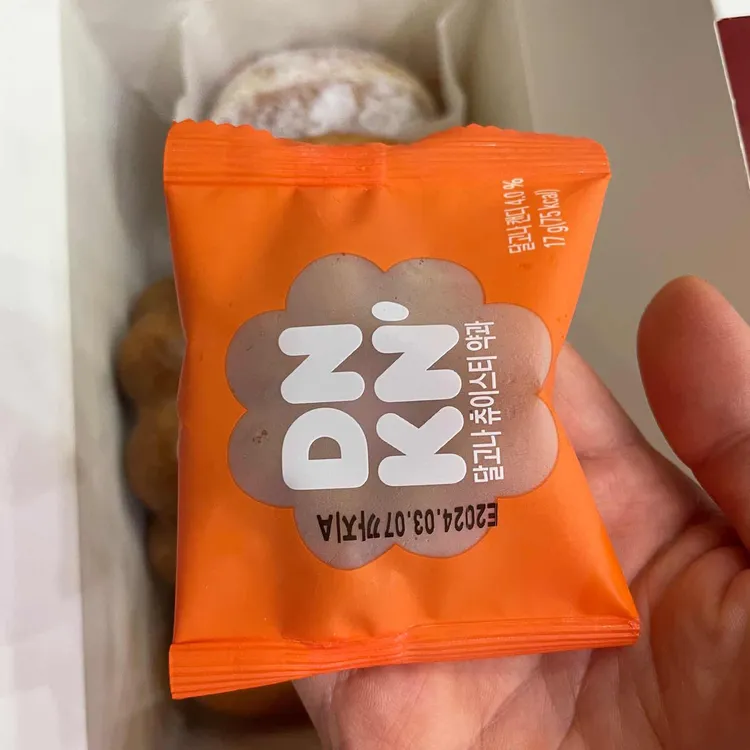 DN
KN'
달고나 츄이스티 약과
달고나 캔디 4.0 %
17 g(75 kcal)
E2024.03.07까지A